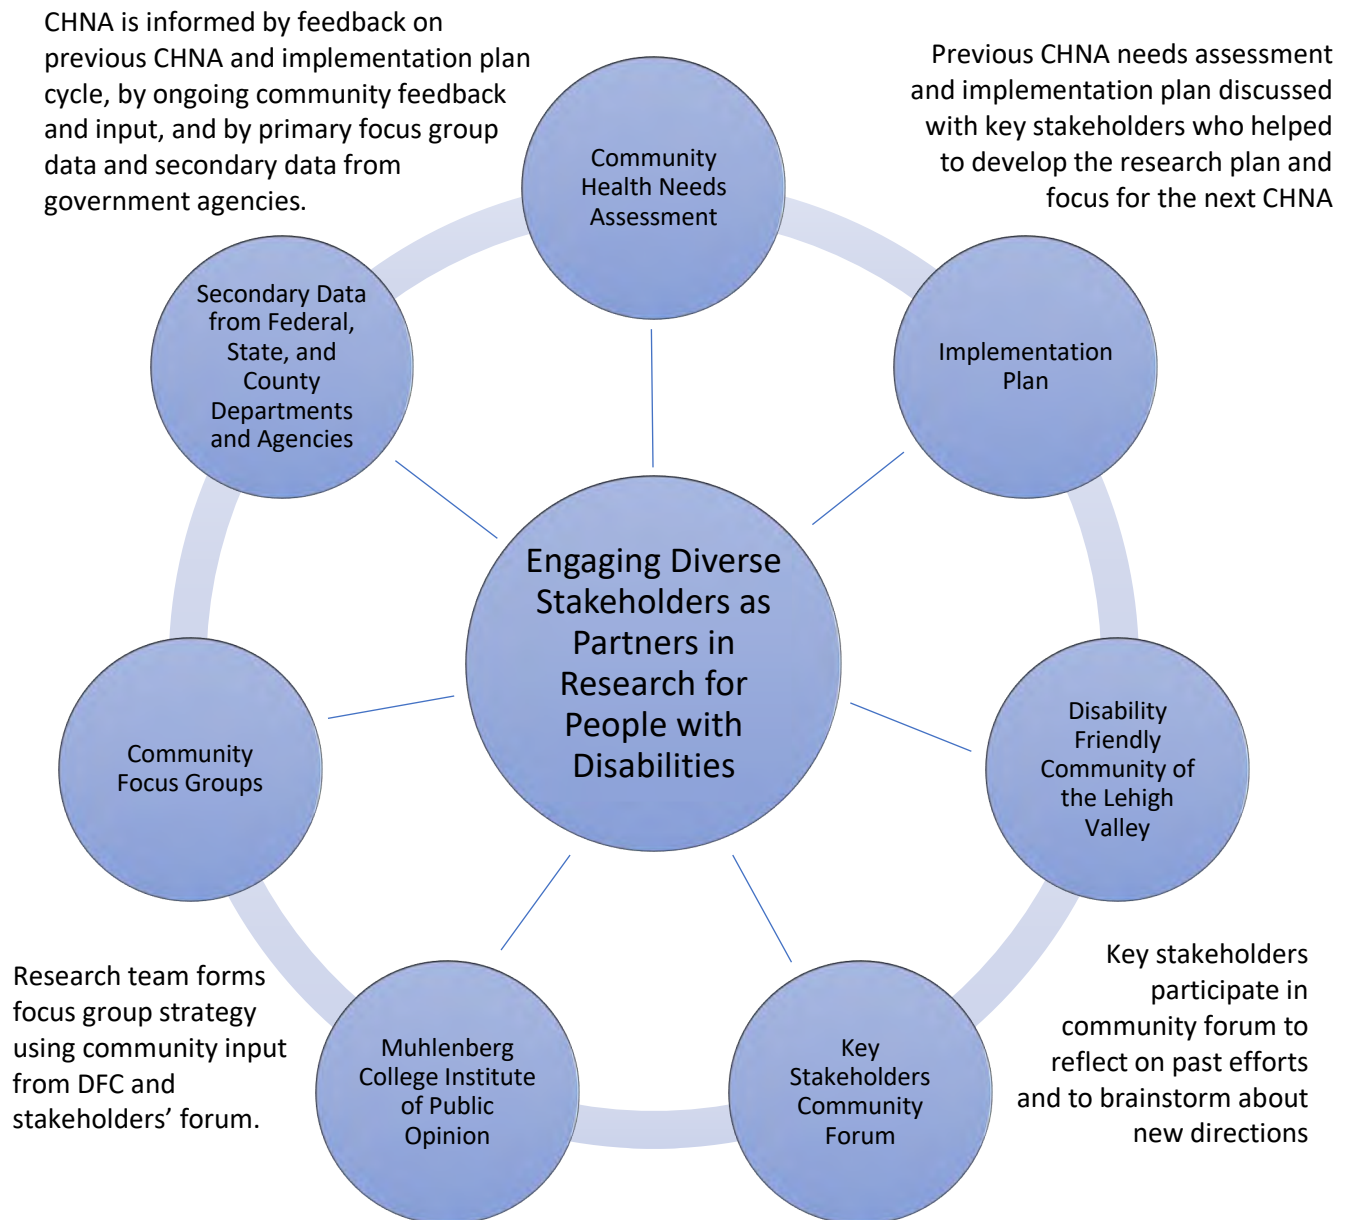 CHNA is informed by feedback on
previous CHNA and implementation plan
cycle, by ongoing community feedback
and input, and by primary focus group
data and secondary data from
government agencies.
Previous CHNA needs assessment
and implementation plan discussed
with key stakeholders who helped
to develop the research plan and
focus for the next CHNA
Community
Health Needs
Assessment
Secondary Data
from Federal,
State, and
County
Departments
and Agencies
Implementation
Plan
Engaging Diverse
Stakeholders as
Partners in
Research for
People with
Disabilities
Community
Focus Groups
Disability
Friendly
Community of
the Lehigh
Valley
Research team forms
focus group strategy
using community input
from DFC and
stakeholders’ forum.
Muhlenberg
College Institute
of Public
Opinion
Key
Stakeholders
Community
Forum
Key stakeholders
participate in
community forum to
reflect on past efforts
and to brainstorm about
new directions